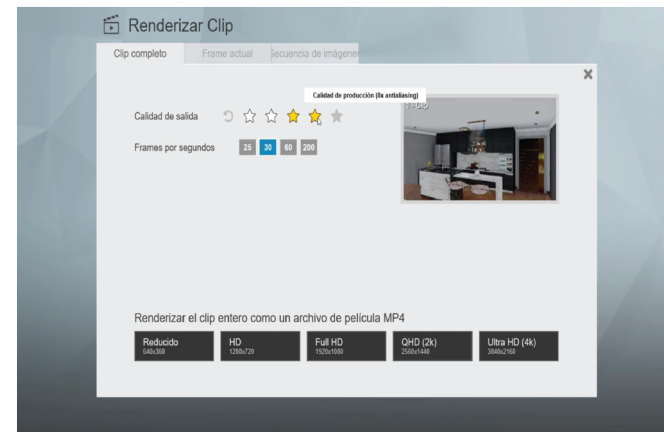 Renderizar Clip
Clip completo
Frame actual
Secuencia de imágenes
Calidad de producción (8x antialiasing)
1 - Clip
Calidad de salida
Frames por segundos
25 30 60 200
Renderizar el clip entero como un archivo de película MP4
Reducido
640x360
HD
1280x720
Full HD
1920x1080
QHD (2k)
2560x1440
Ultra HD (4k)
3840x2160